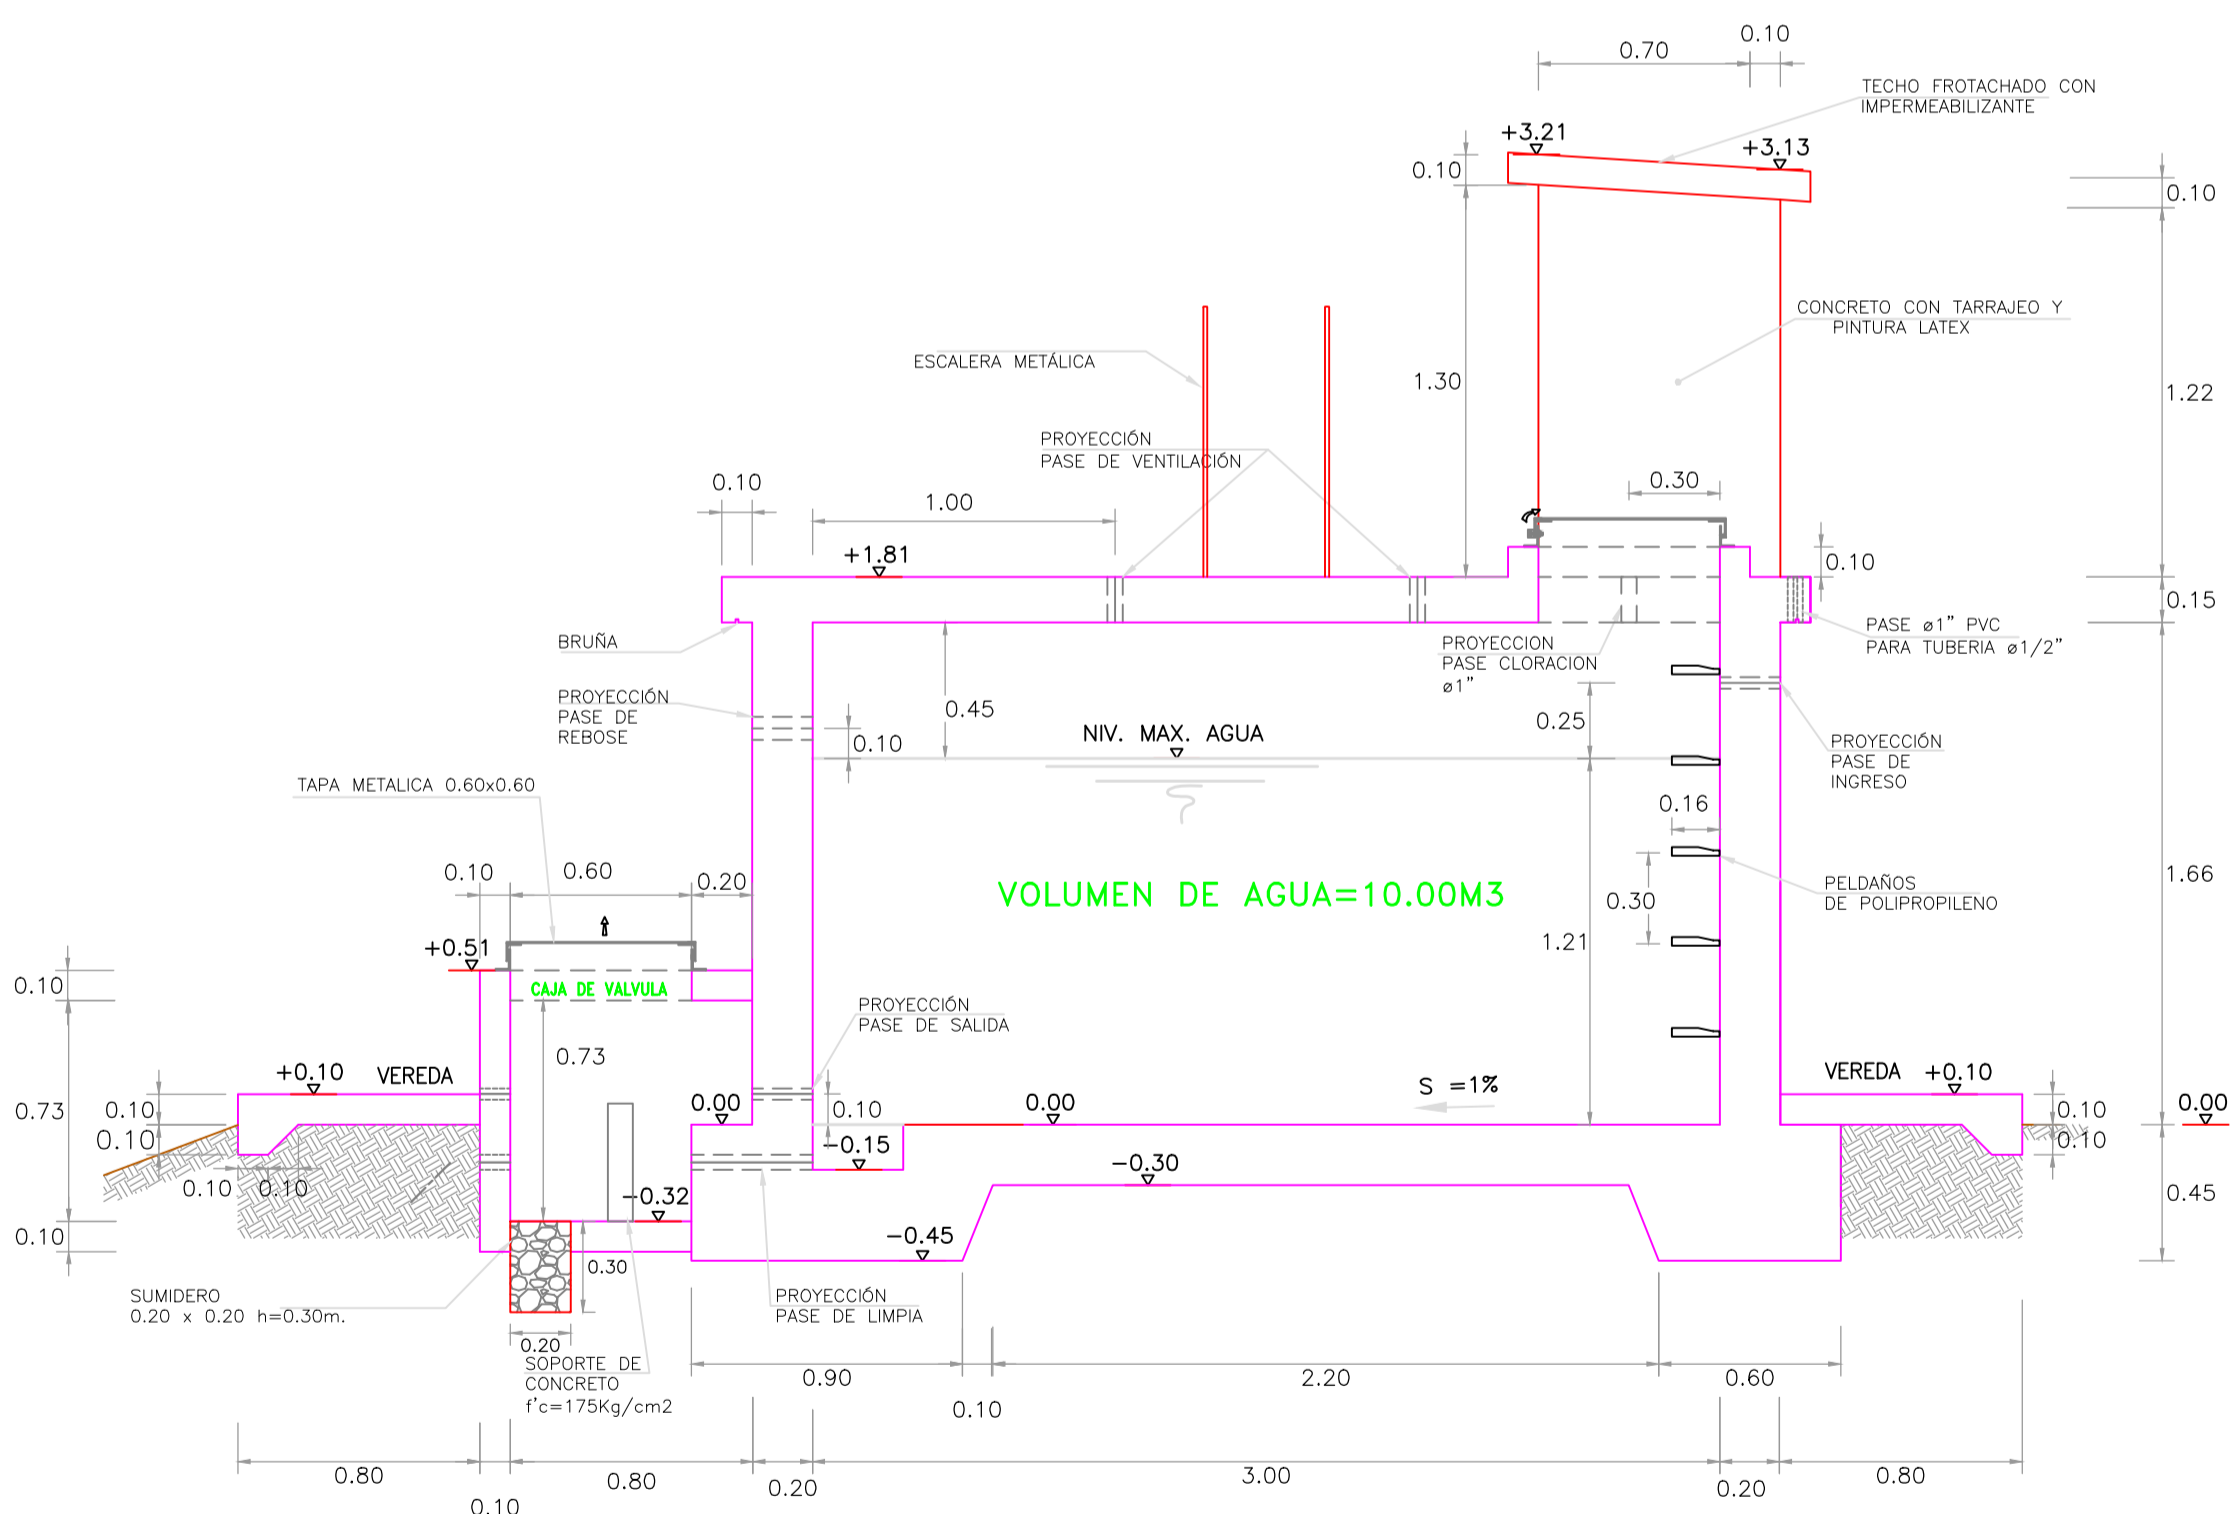 0.10
0.70
TECHO FROTACHADO CON
IMPERMEABILIZANTE
+3.21
+3.13
0.10
0.10
CONCRETO CON TARRAJEO Y
PINTURA LATEX
ESCALERA METÁLICA
1.30
1.22
PROYECCIÓN
PASE DE VENTILACIÓN
0.10
1.00
0.30
+1.81
0.10
0.15
BRUÑA
PROYECCION
PASE CLORACION
ø1"
PASE ø1" PVC
PARA TUBERIA ø1/2"
PROYECCIÓN
PASE DE
REBOSE
0.45
0.10
NIV. MAX. AGUA
0.25
PROYECCIÓN
PASE DE
INGRESO
TAPA METALICA 0.60x0.60
0.16
0.10
0.60
0.20
VOLUMEN DE AGUA=10.00M3
0.30
PELDAÑOS
DE POLIPROPILENO
1.66
+0.51
1.21
0.10
CAJA DE VALVULA
PROYECCIÓN
PASE DE SALIDA
0.73
+0.10
VEREDA
S =1%
VEREDA
+0.10
0.73
0.10
0.00
0.10
0.00
0.10
0.00
0.10
-0.15
0.10
0.10
0.10
-0.32
-0.30
0.45
0.10
-0.45
0.30
SUMIDERO
0.20 x 0.20 h=0.30m.
PROYECCIÓN
PASE DE LIMPIA
0.20
SOPORTE DE
CONCRETO
f'c=175Kg/cm2
0.90
0.10
2.20
0.60
0.80
0.10
0.80
0.20
3.00
0.20
0.80